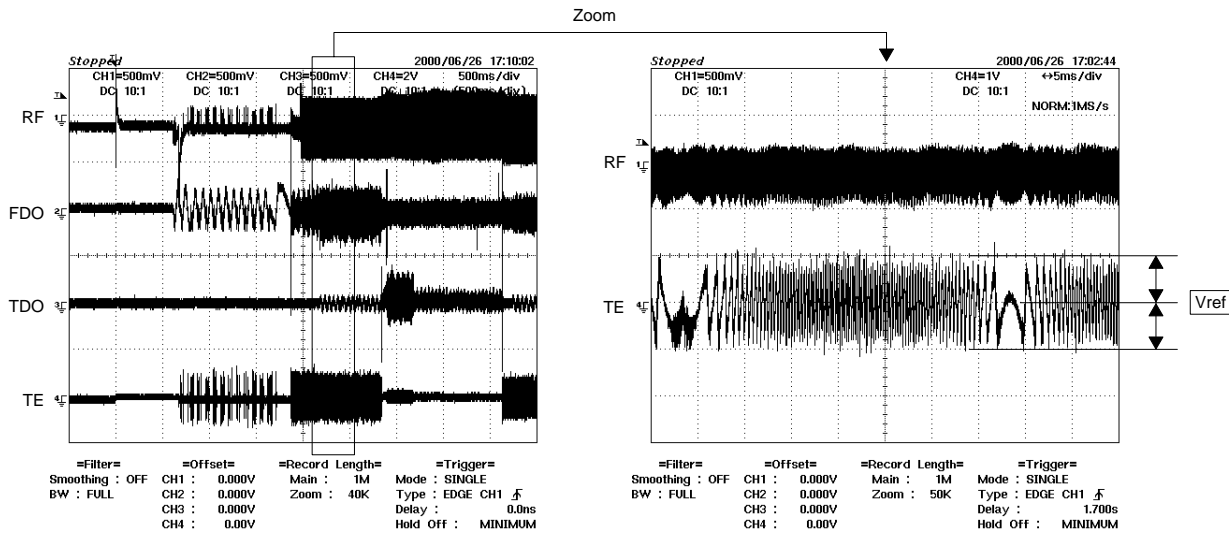 Zoom
Stopped 2000/06/26 17:10:02
CH1=500mV CH2=500mV CH3=500mV CH4=2V 500ms/div
DC 10:1 DC 10:1 DC 10:1 DC 10:1 (500ms/div)
RF
FDO
TDO
TE
=Filter= =Offset= =Record Length= =Trigger=
Smoothing : OFF CH1 : 0.000V Main : 1M Mode : SINGLE
BW : FULL CH2 : 0.000V Zoom : 40K Type : EDGE CH1
CH3 : 0.000V Delay : 0.0ns
CH4 : 0.00V Hold Off : MINIMUM
Stopped 2000/06/26 17:02:44
CH1=500mV CH4=1V ↔5ms/div
DC 10:1 DC 10:1
NORM:1MS/s
RF
TE
Vref
=Filter= =Offset= =Record Length= =Trigger=
Smoothing : OFF CH1 : 0.000V Main : 1M Mode : SINGLE
BW : FULL CH2 : 0.000V Zoom : 50K Type : EDGE CH1
CH3 : 0.000V Delay : 1.700s
CH4 : 0.00V Hold Off : MINIMUM